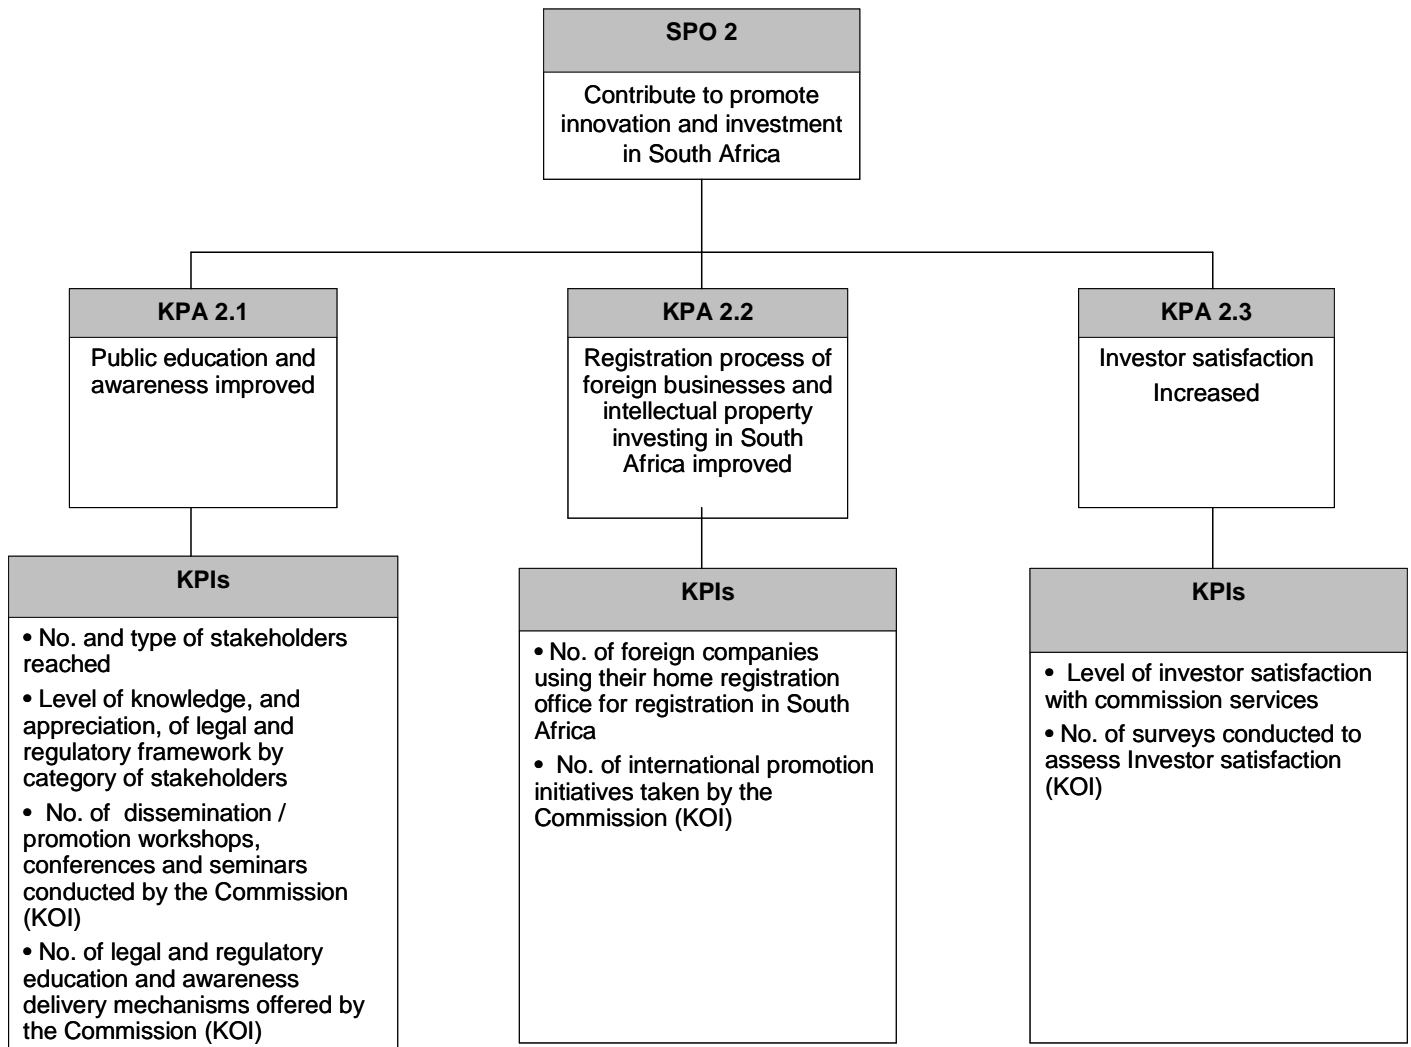 SPO 2
Contribute to promote
innovation and investment
in South Africa
KPA 2.1
Public education and
awareness improved
KPA 2.2
Registration process of
foreign businesses and
intellectual property
investing in South
Africa improved
KPA 2.3
Investor satisfaction
Increased
KPIs
• No. and type of stakeholders
reached
• Level of knowledge, and
appreciation, of legal and
regulatory framework by
category of stakeholders
• No. of dissemination /
promotion workshops,
conferences and seminars
conducted by the Commission
(KOI)
• No. of legal and regulatory
education and awareness
delivery mechanisms offered by
the Commission (KOI)
KPIs
• No. of foreign companies
using their home registration
office for registration in South
Africa
• No. of international promotion
initiatives taken by the
Commission (KOI)
KPIs
• Level of investor satisfaction
with commission services
• No. of surveys conducted to
assess Investor satisfaction
(KOI)